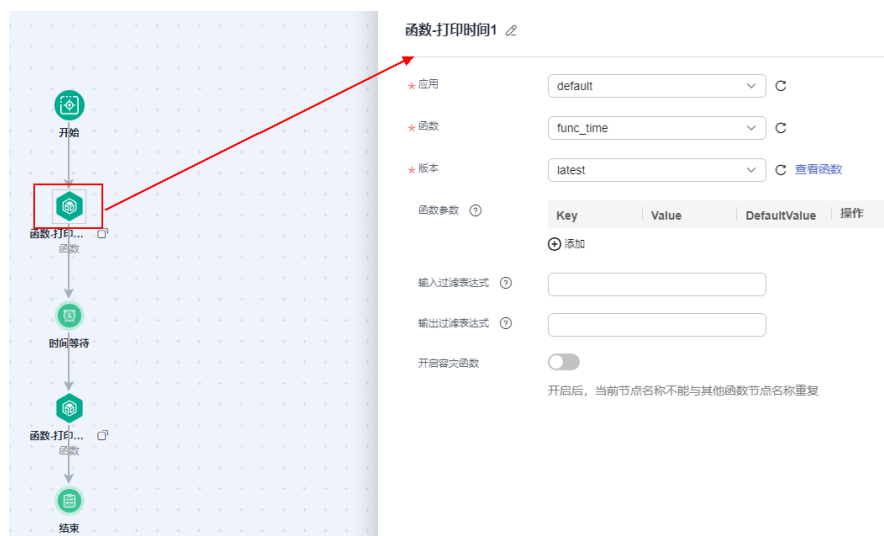 开始
函数-打印...
函数
时间等待
函数-打印...
函数
结束
函数-打印时间1
* 应用 default
* 函数 func_time
* 版本 latest 查看函数
函数参数 ? Key Value DefaultValue 操作
添加
输入过滤表达式 ?
输出过滤表达式 ?
开启容灾函数
开启后，当前节点名称不能与其他函数节点名称重复